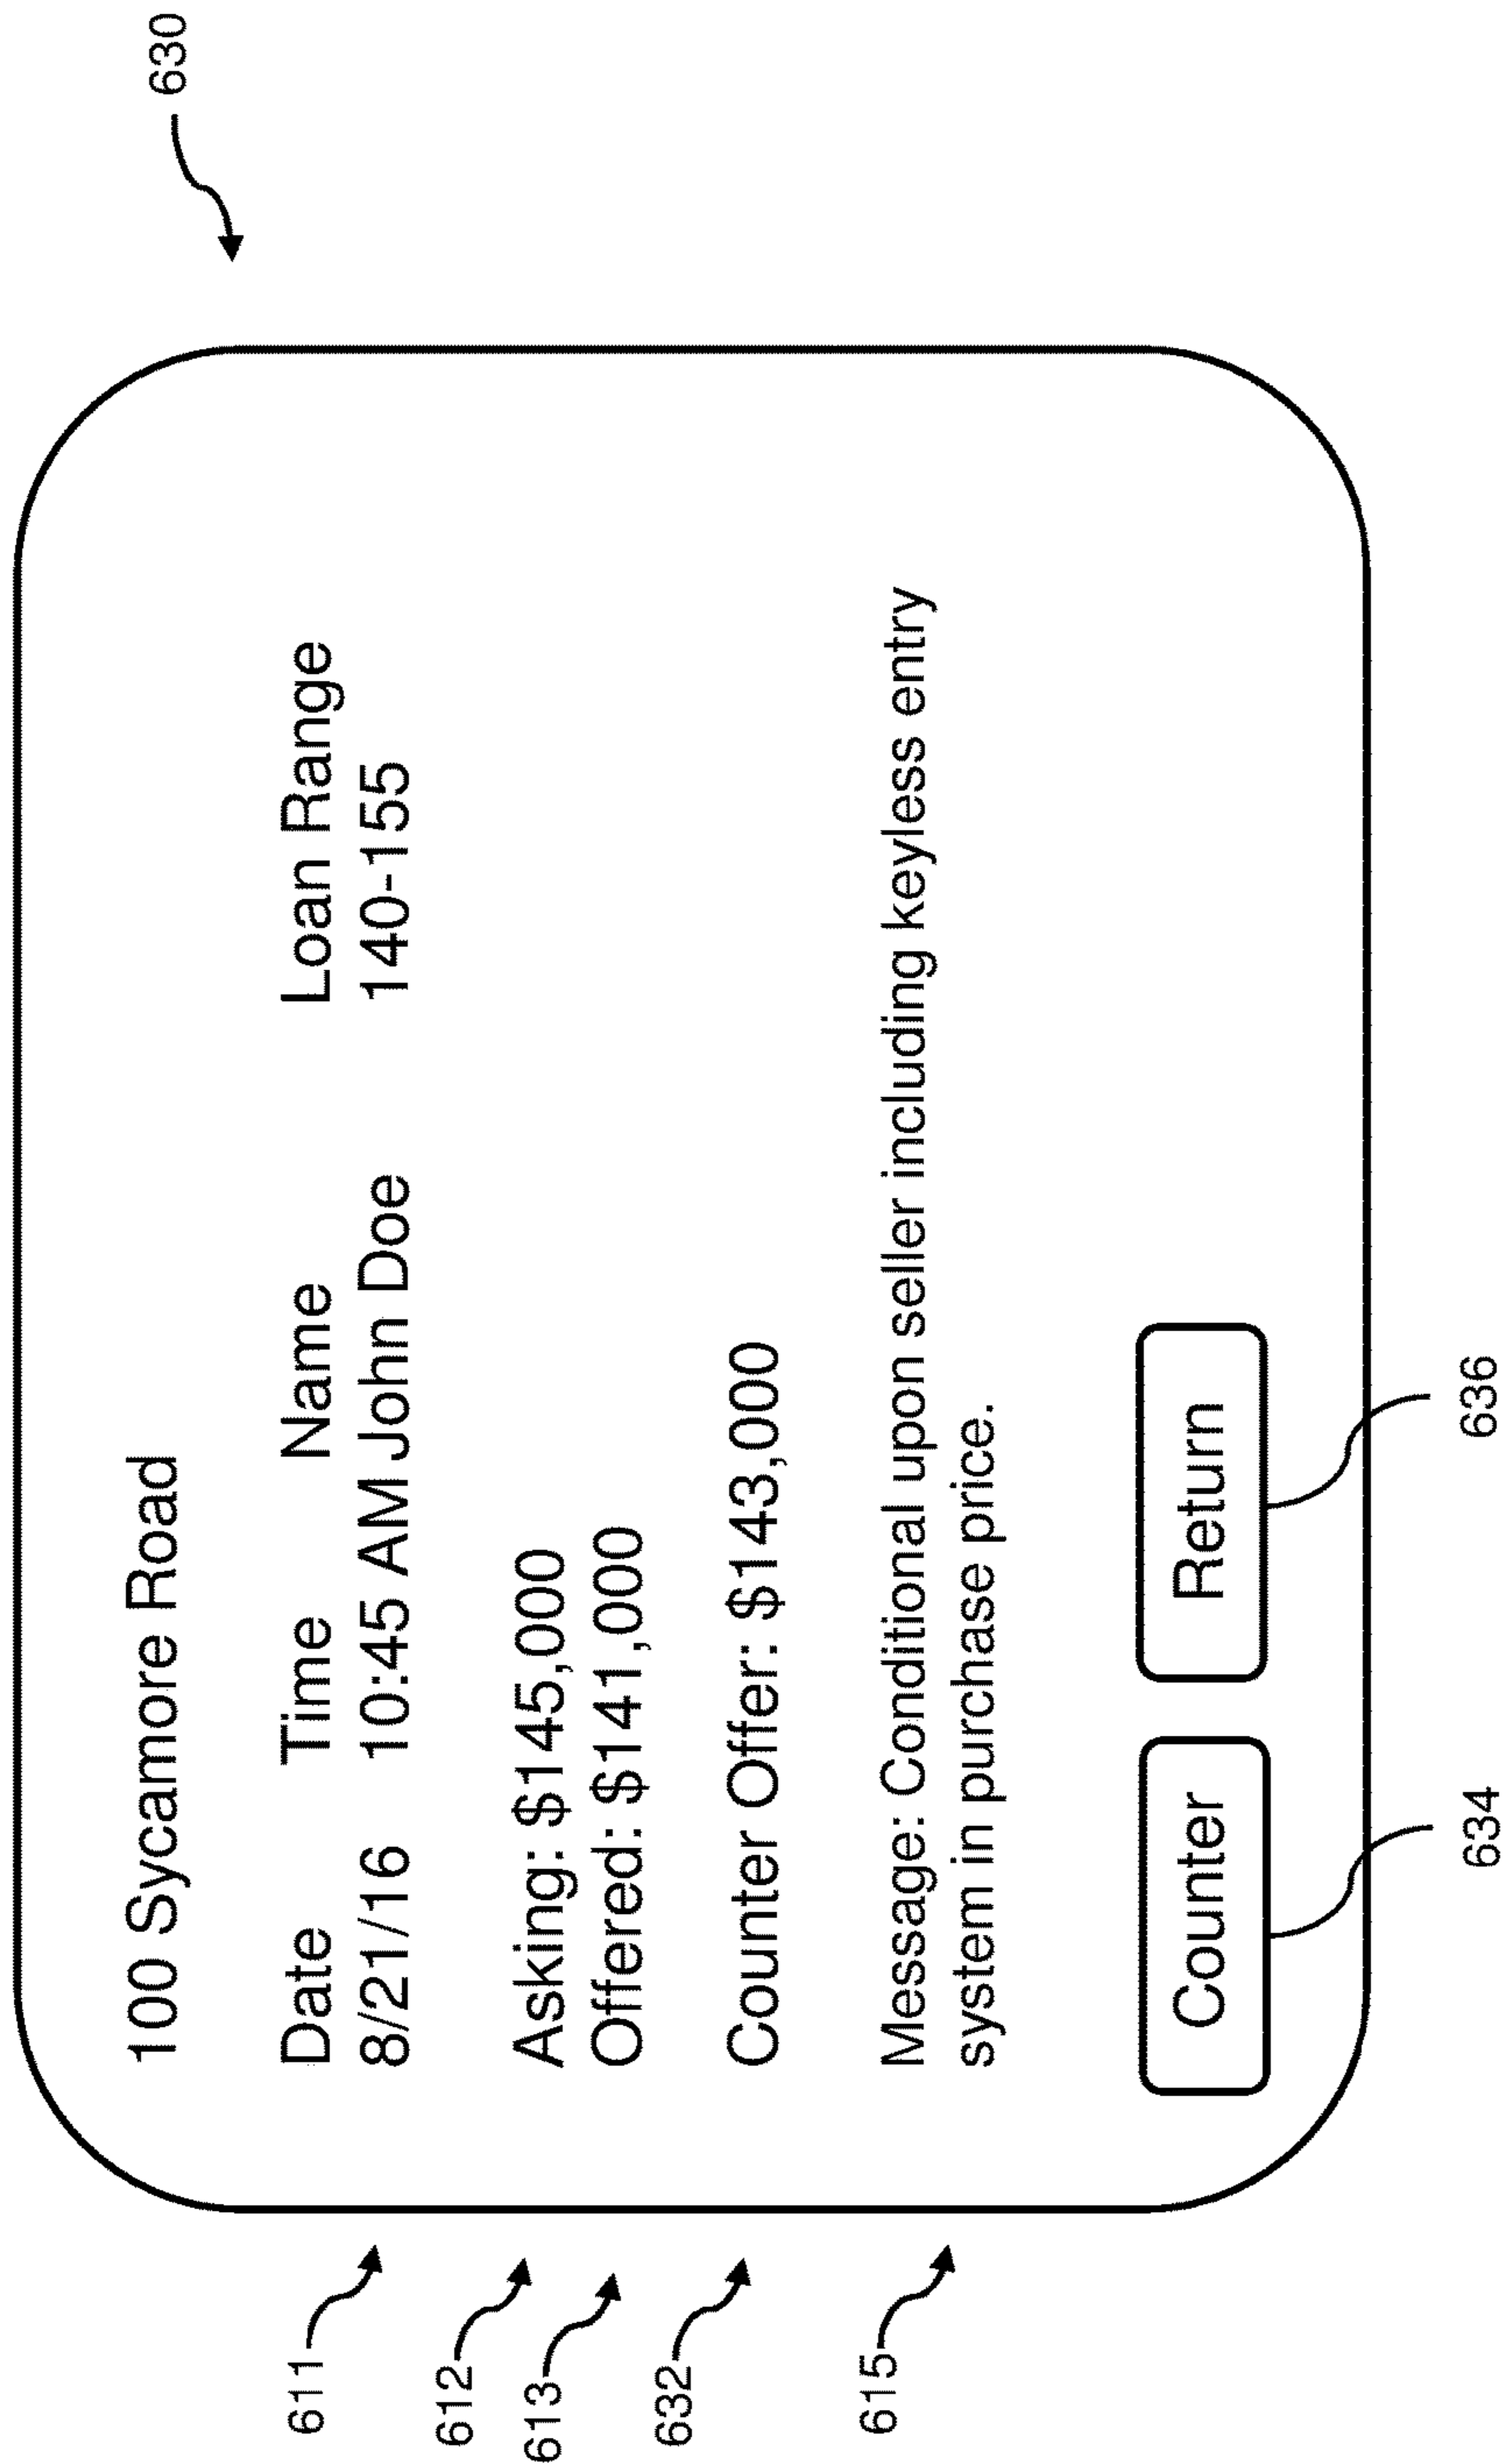 630
100 Sycamore Road
Date Time Name Loan Range
611
8/21/16 10:45 AM John Doe 140-155
612
Asking: $145,000
613
Offered: $141,000
632
Counter Offer: $143,000
615
Message: Conditional upon seller including keyless entry
system in purchase price.
Counter Return
634 636